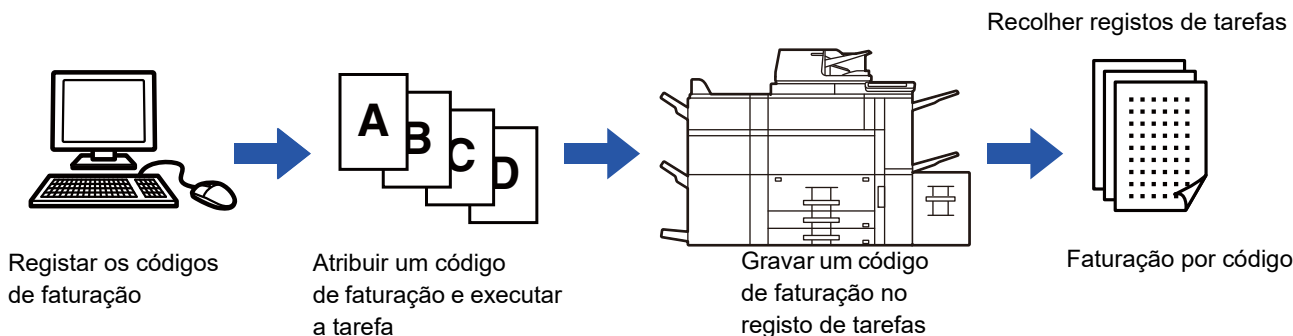 Recolher registos de tarefas
A
B
C
D
Registar os códigos
de faturação
Atribuir um código
de faturação e executar
a tarefa
Gravar um código
de faturação no
registo de tarefas
Faturação por código